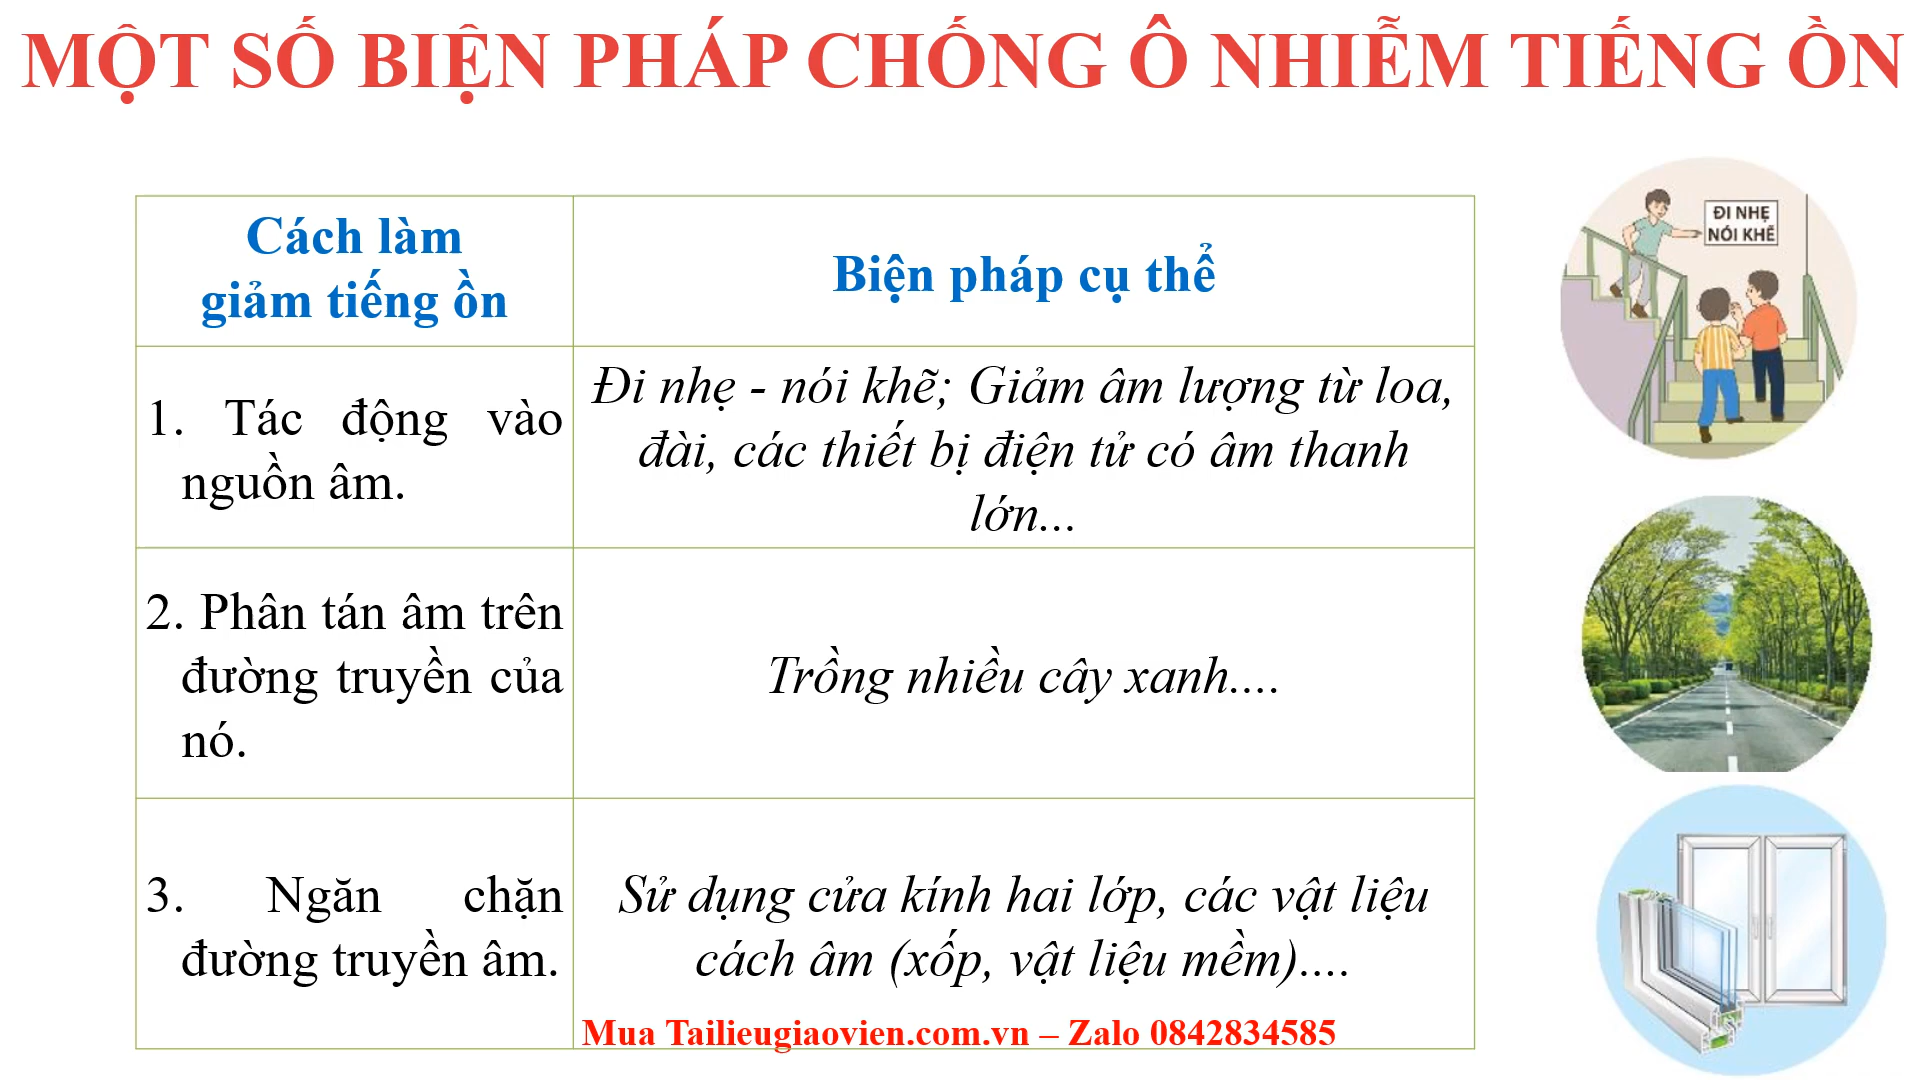 MỘT SỐ BIỆN PHÁP CHỐNG Ô NHIỄM TIẾNG ỒN
Cách làm
giảm tiếng ồn
Biện pháp cụ thể
1. Tác động vào
nguồn âm.
Đi nhẹ - nói khẽ; Giảm âm lượng từ loa,
đài, các thiết bị điện tử có âm thanh
lớn...
2. Phân tán âm trên
đường truyền của
nó.
Trồng nhiều cây xanh....
3. Ngăn chặn
đường truyền âm.
Sử dụng cửa kính hai lớp, các vật liệu
cách âm (xốp, vật liệu mềm)....
Mua Tailieugiaovien.com.vn – Zalo 0842834585
ĐI NHẸ
NÓI KHẼ